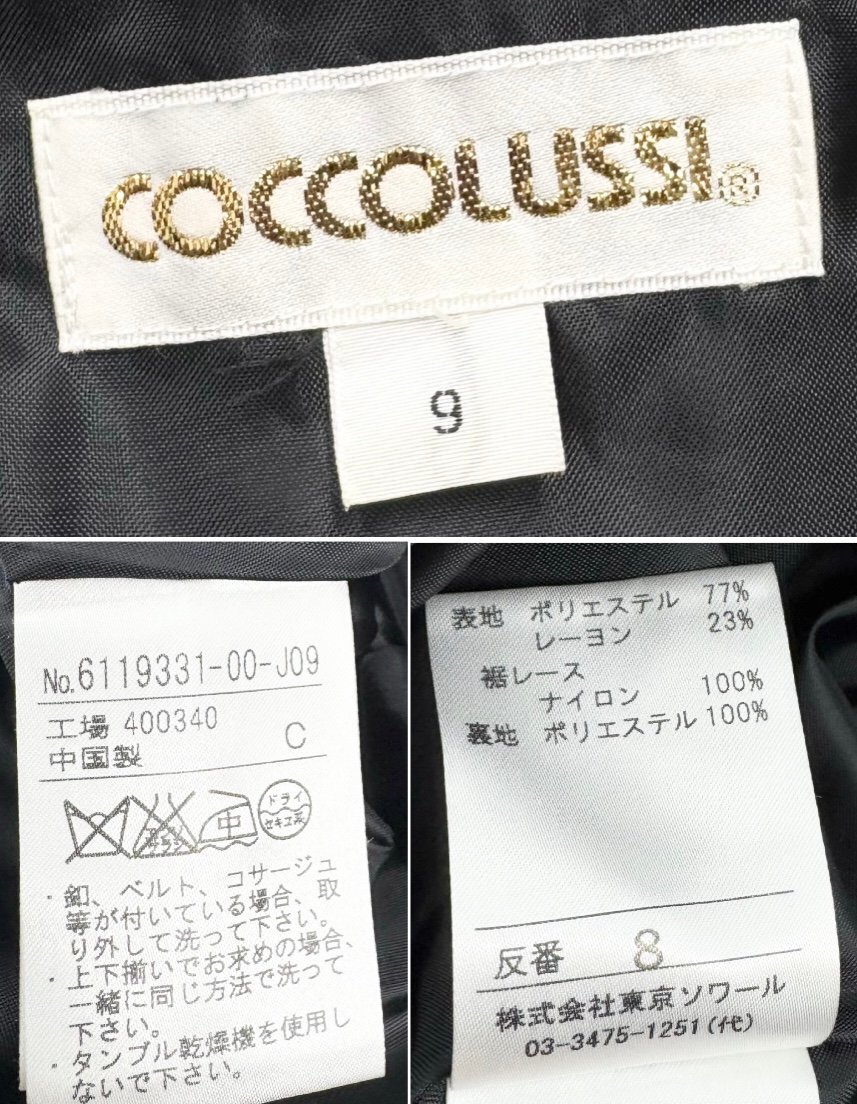 COCCOLUSSI®
9
No.6119331-00-J09
工場 400340
中国製 C
エンソ
サラシ
中
ドライ
セキユ系
・釦、ベルト、コサージュ
等が付いている場合、取
り外して洗って下さい。
・上下揃いでお求めの場合、
一緒に同じ方法で洗って
下さい。
・タンブル乾燥機を使用し
ないで下さい。
表地 ポリエステル 77%
レーヨン 23%
裾レース
ナイロン 100%
裏地 ポリエステル 100%
反番 8
株式会社東京ソワール
03-3475-1251(代)